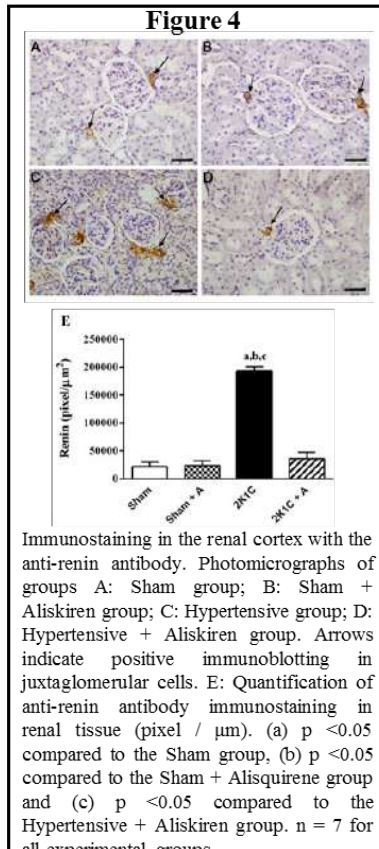 Figure 4
A
B
C
D
E
Renin (pixel/µm²)
250000
200000
150000
100000
50000
0
a,b,c
Sham
Sham + A
2K1C
2K1C + A
Immunostaining in the renal cortex with the
anti-renin antibody. Photomicrographs of
groups A: Sham group; B: Sham +
Aliskiren group; C: Hypertensive group; D:
Hypertensive + Aliskiren group. Arrows
indicate positive immunoblotting in
juxtaglomerular cells. E: Quantification of
anti-renin antibody immunostaining in
renal tissue (pixel / µm). (a) p <0.05
compared to the Sham group, (b) p <0.05
compared to the Sham + Alisquirene group
and (c) p <0.05 compared to the
Hypertensive + Aliskiren group. n = 7 for
all experimental groups